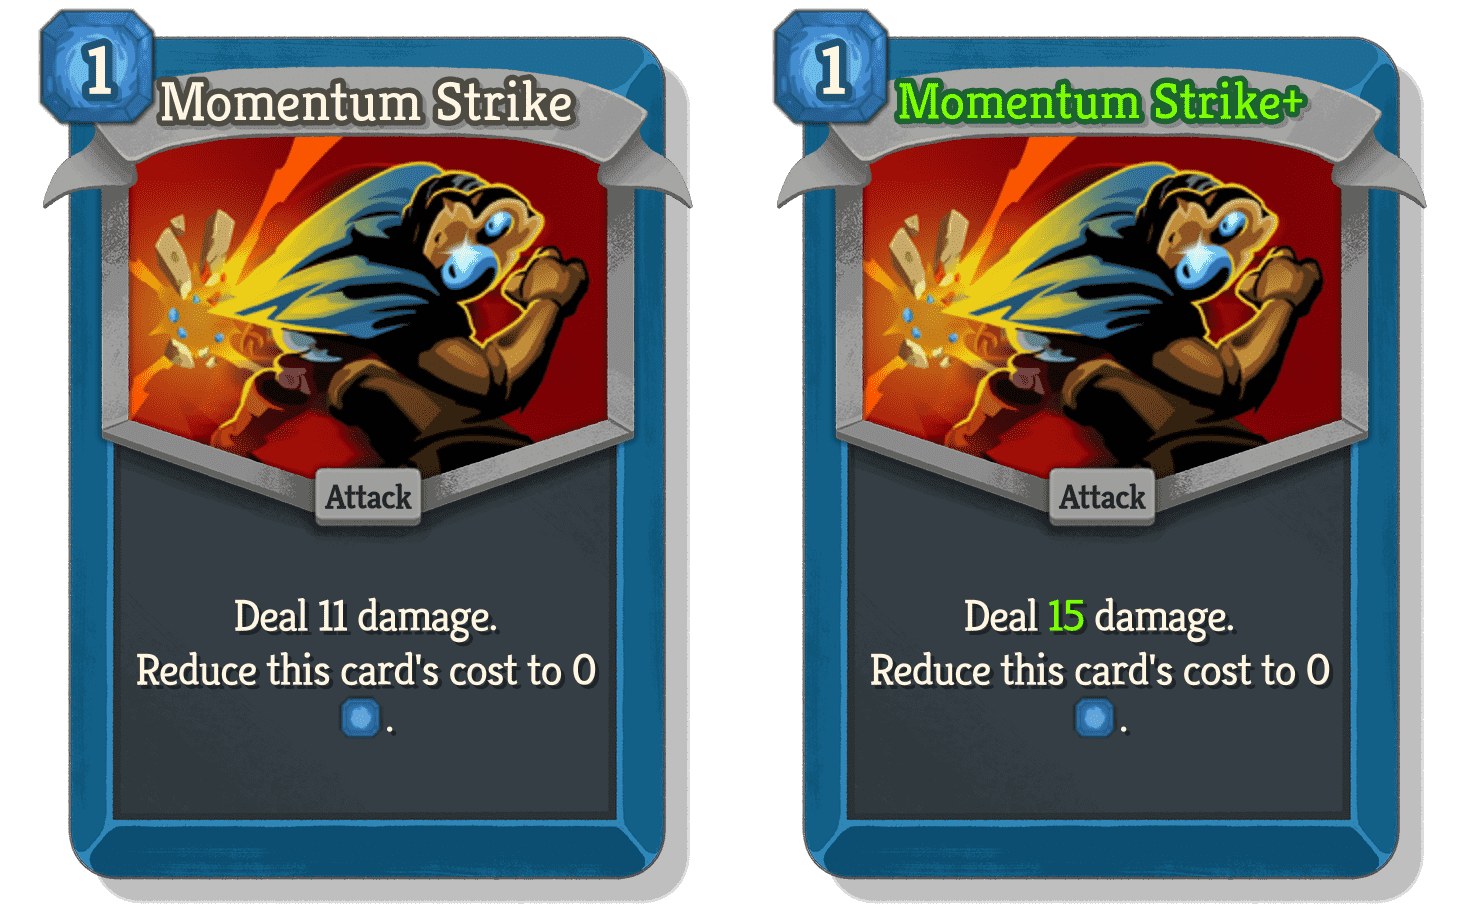 1
Momentum Strike
Attack
Deal 11 damage.
Reduce this card's cost to 0
.
1
Momentum Strike+
Attack
Deal 15 damage.
Reduce this card's cost to 0
.